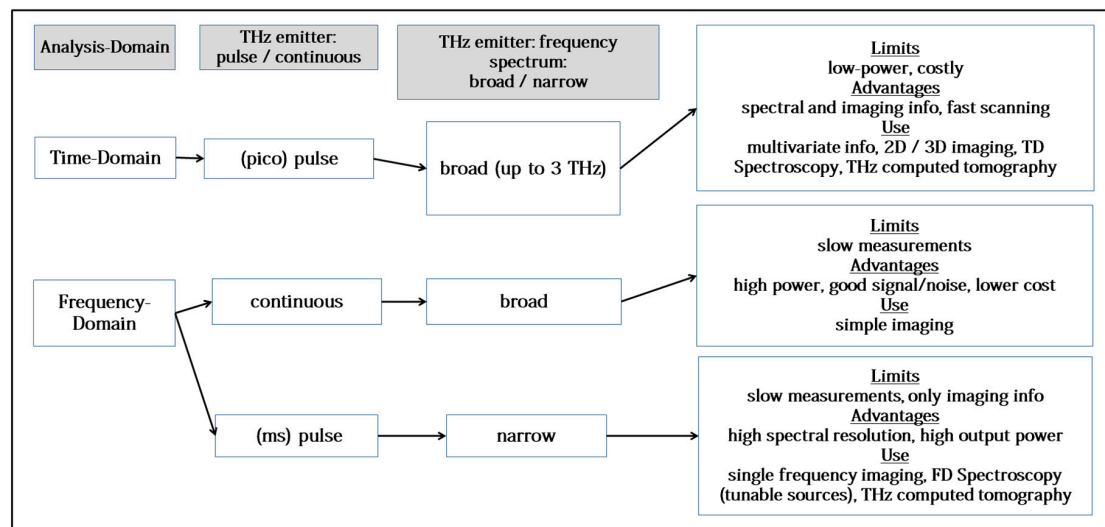 Analysis-Domain
THz emitter:
pulse / continuous
THz emitter: frequency
spectrum:
broad / narrow
Time-Domain
(pico) pulse
broad (up to 3 THz)
Limits
low-power, costly
Advantages
spectral and imaging info, fast scanning
Use
multivariate info, 2D / 3D imaging, TD
Spectroscopy, THz computed tomography
Frequency-
Domain
continuous
broad
Limits
slow measurements
Advantages
high power, good signal/noise, lower cost
Use
simple imaging
(ms) pulse
narrow
Limits
slow measurements, only imaging info
Advantages
high spectral resolution, high output power
Use
single frequency imaging, FD Spectroscopy
(tunable sources), THz computed tomography